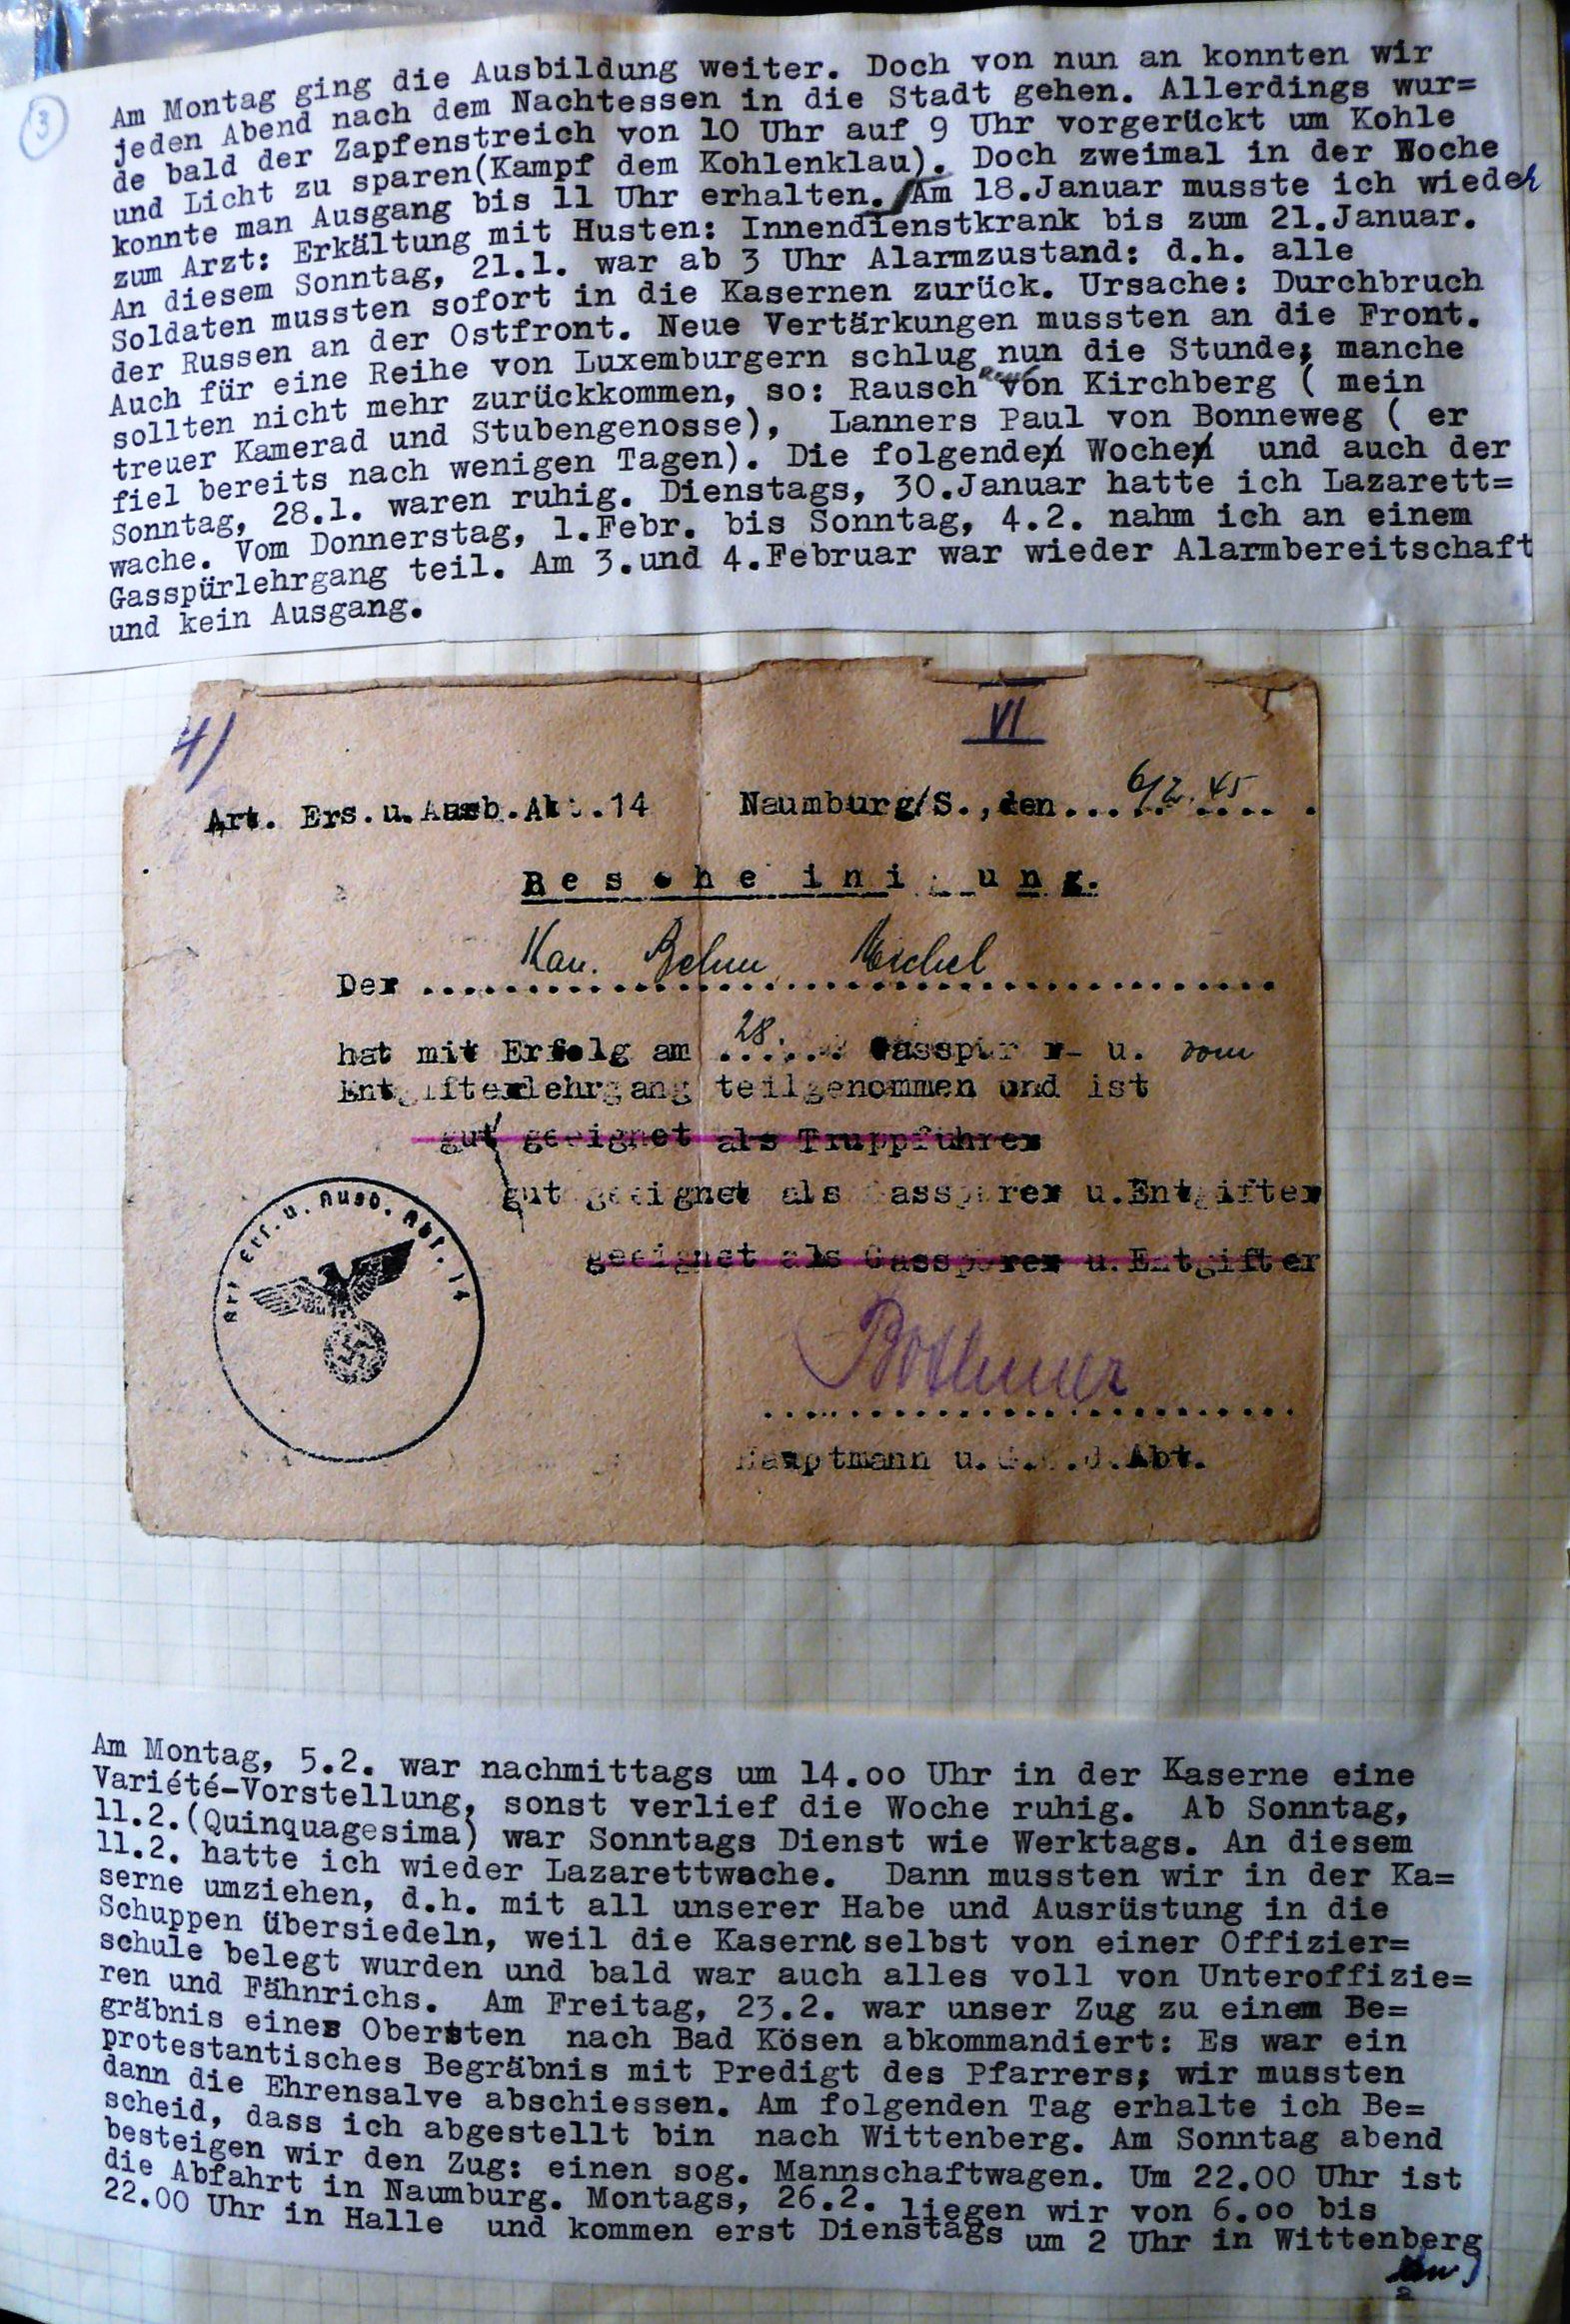 3
Am Montag ging die Ausbildung weiter. Doch von nun an konnten wir
jeden Abend nach dem Nachtessen in die Stadt gehen. Allerdings wur=
de bald der Zapfenstreich von 10 Uhr auf 9 Uhr vorgerückt um Kohle
und Licht zu sparen(Kampf dem Kohlenklau). Doch zweimal in der Woche
konnte man Ausgang bis 11 Uhr erhalten. Am 18.Januar musste ich wieder
zum Arzt: Erkältung mit Husten: Innendienstkrank bis zum 21.Januar.
An diesem Sonntag, 21.1. war ab 3 Uhr Alarmzustand: d.h. alle
Soldaten mussten sofort in die Kasernen zurück. Ursache: Durchbruch
der Russen an der Ostfront. Neue Vertärkungen mussten an die Front.
Auch für eine Reihe von Luxemburgern schlug nun die Stunde; manche
sollten nicht mehr zurückkommen, so: Rausch von Kirchberg ( mein
treuer Kamerad und Stubengenosse), Lanners Paul von Bonneweg ( er
fiel bereits nach wenigen Tagen). Die folgende Woche und auch der
Sonntag, 28.1. waren ruhig. Dienstags, 30.Januar hatte ich Lazarett=
wache. Vom Donnerstag, 1.Febr. bis Sonntag, 4.2. nahm ich an einem
Gasspürlehrgang teil. Am 3.und 4.Februar war wieder Alarmbereitschaft
und kein Ausgang.
4) VI
Art. Ers.u.Ausb.Abt.14 Naumburg/S.,den 6/2. 45
Bescheinigung.
Der Kan. Behm Michel
hat mit Erfolg am 28. Gasspürer- u. vom
Entgifterlehrgang teilgenommen und ist
gut geeignet als Truppführer
gut geeignet als Gasspürer u.Entgifter
geeignet als Gasspürer u.Entgifter
Art Ers. u. Ausb. Abt. 14
Hauptmann u. d.Abt.
Am Montag, 5.2. war nachmittags um 14.oo Uhr in der Kaserne eine
Variété-Vorstellung, sonst verlief die Woche ruhig. Ab Sonntag,
11.2.(Quinquagesima) war Sonntags Dienst wie Werktags. An diesem
11.2. hatte ich wieder Lazarettwache. Dann mussten wir in der Ka=
serne umziehen, d.h. mit all unserer Habe und Ausrüstung in die
Schuppen übersiedeln, weil die Kaserne selbst von einer Offizier=
schule belegt wurden und bald war auch alles voll von Unteroffizie=
ren und Fähnrichs. Am Freitag, 23.2. war unser Zug zu einem Be=
gräbnis eines Obersten nach Bad Kösen abkommandiert: Es war ein
protestantisches Begräbnis mit Predigt des Pfarrers; wir mussten
dann die Ehrensalve abschiessen. Am folgenden Tag erhalte ich Be=
scheid, dass ich abgestellt bin nach Wittenberg. Am Sonntag abend
besteigen wir den Zug: einen sog. Mannschaftwagen. Um 22.00 Uhr ist
die Abfahrt in Naumburg. Montags, 26.2. liegen wir von 6.oo bis
22.00 Uhr in Halle und kommen erst Dienstags um 2 Uhr in Wittenberg